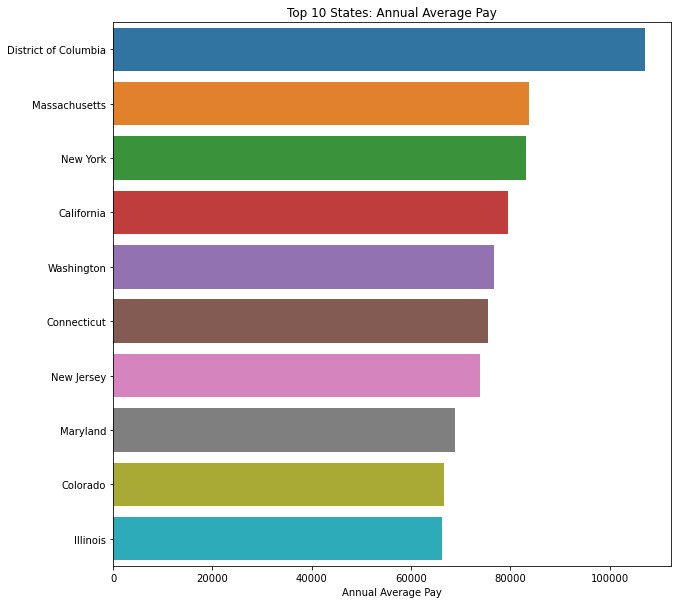 Top 10 States: Annual Average Pay
District of Columbia
Massachusetts
New York
California
Washington
Connecticut
New Jersey
Maryland
Colorado
Illinois
0 20000 40000 60000 80000 100000
Annual Average Pay